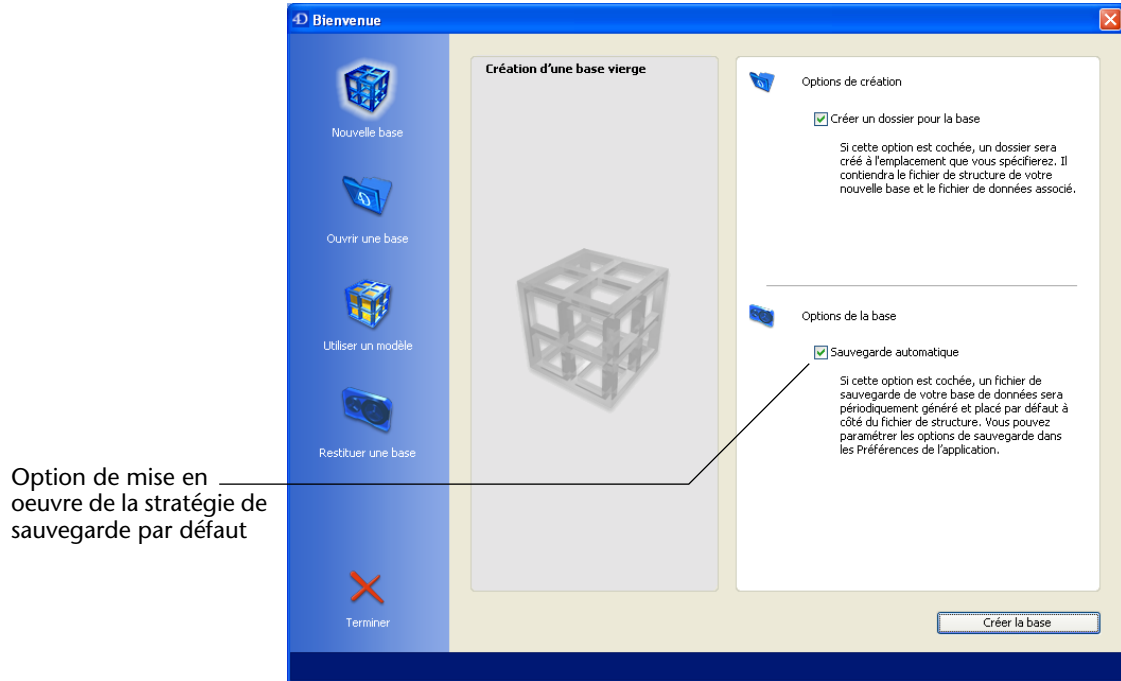 4D Bienvenue
Nouvelle base
Ouvrir une base
Utiliser un modèle
Restituer une base
Terminer
Création d'une base vierge
Options de création
Créer un dossier pour la base
Si cette option est cochée, un dossier sera
créé à l'emplacement que vous spécifierez. Il
contiendra le fichier de structure de votre
nouvelle base et le fichier de données associé.
Options de la base
Sauvegarde automatique
Si cette option est cochée, un fichier de
sauvegarde de votre base de données sera
périodiquement généré et placé par défaut à
côté du fichier de structure. Vous pouvez
paramétrer les options de sauvegarde dans
les Préférences de l'application.
Créer la base
Option de mise en
oeuvre de la stratégie de
sauvegarde par défaut